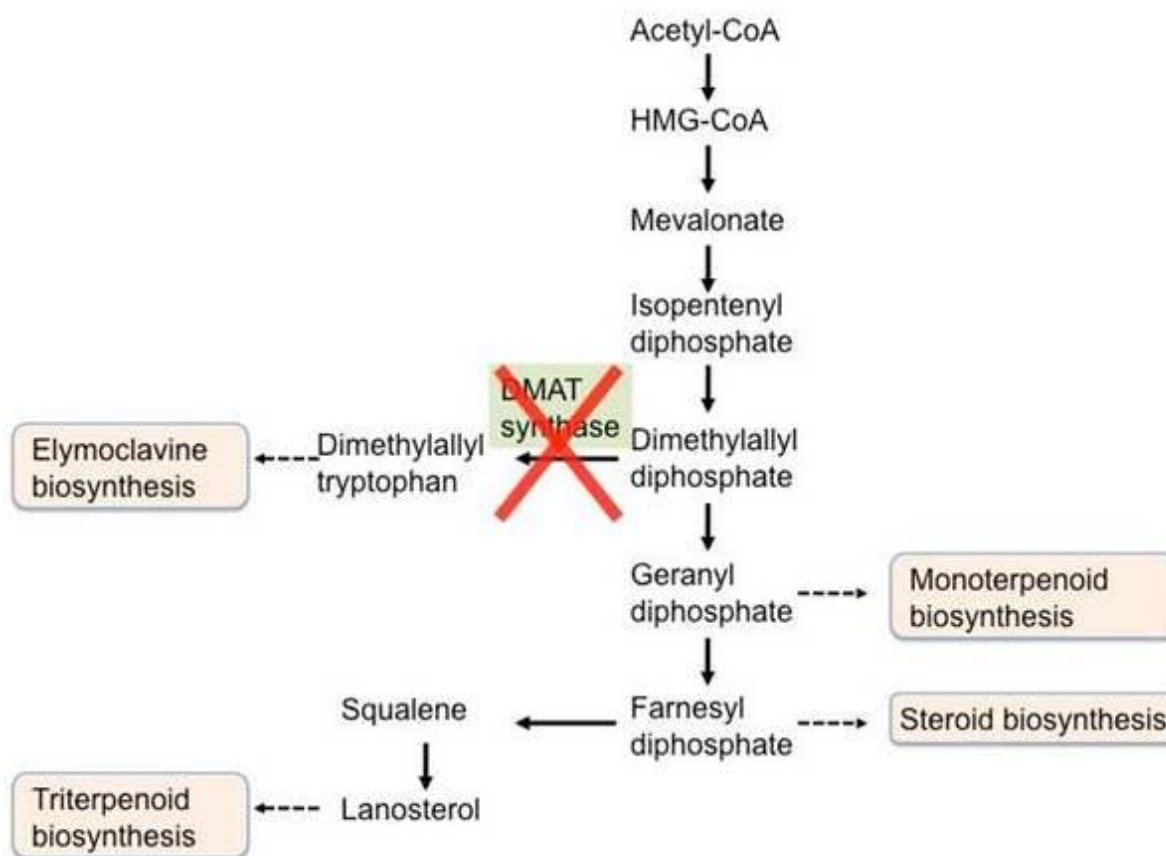 Acetyl-CoA
HMG-CoA
Mevalonate
Isopentenyl
diphosphate
DMAT
synthase
Dimethylallyl
diphosphate
Dimethylallyl
tryptophan
Elymoclavine
biosynthesis
Geranyl
diphosphate
Monoterpenoid
biosynthesis
Farnesyl
diphosphate
Steroid biosynthesis
Squalene
Lanosterol
Triterpenoid
biosynthesis